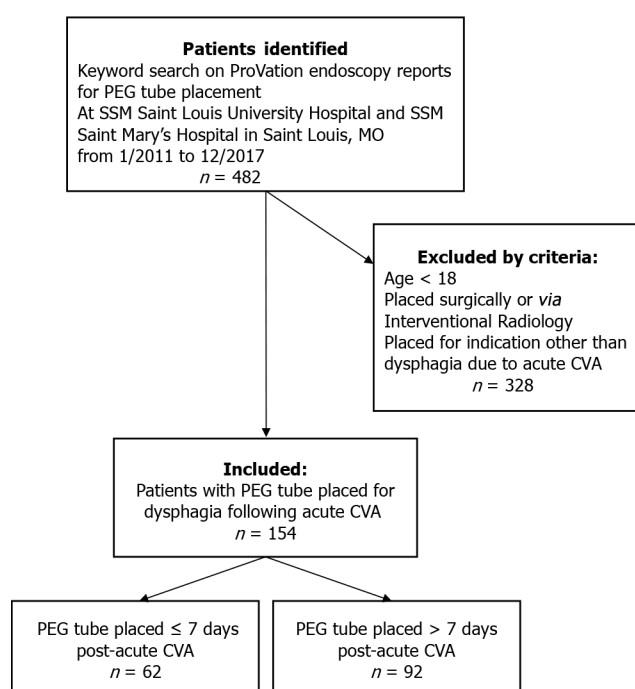 Patients identified
Keyword search on ProVation endoscopy reports
for PEG tube placement
At SSM Saint Louis University Hospital and SSM
Saint Mary's Hospital in Saint Louis, MO
from 1/2011 to 12/2017
n = 482
Excluded by criteria:
Age < 18
Placed surgically or via
Interventional Radiology
Placed for indication other than
dysphagia due to acute CVA
n = 328
Included:
Patients with PEG tube placed for
dysphagia following acute CVA
n = 154
PEG tube placed ≤ 7 days
post-acute CVA
n = 62
PEG tube placed > 7 days
post-acute CVA
n = 92